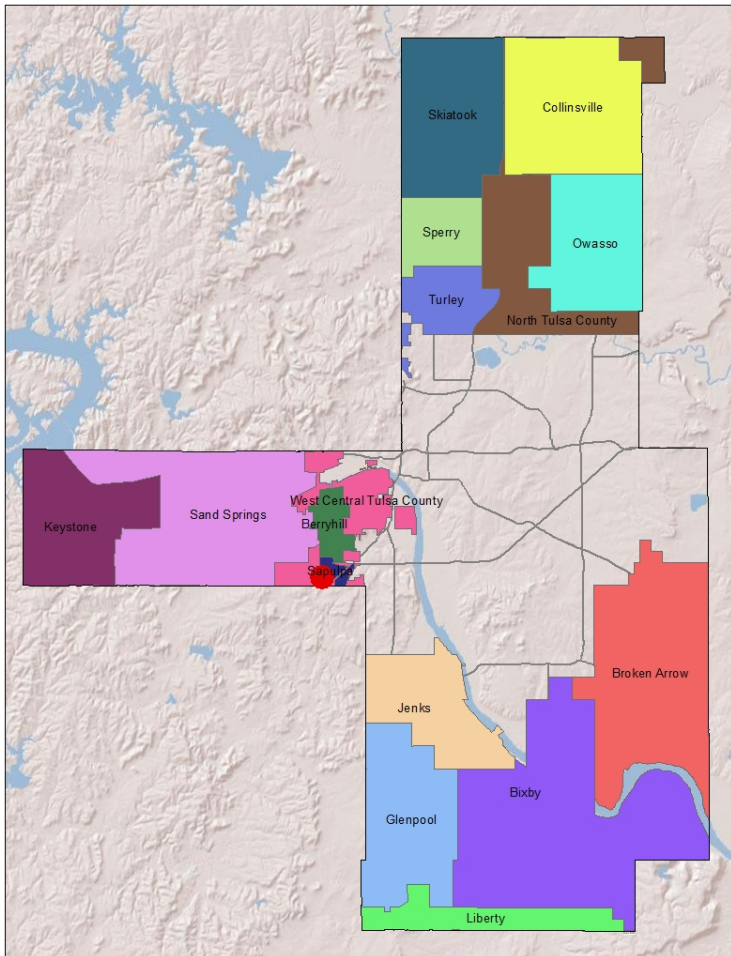 Skiatook
Collinsville
Sperry
Owasso
Turley
North Tulsa County
West Central Tulsa County
Keystone
Sand Springs
Berryhill
Sapulpa
Broken Arrow
Jenks
Bixby
Glenpool
Liberty